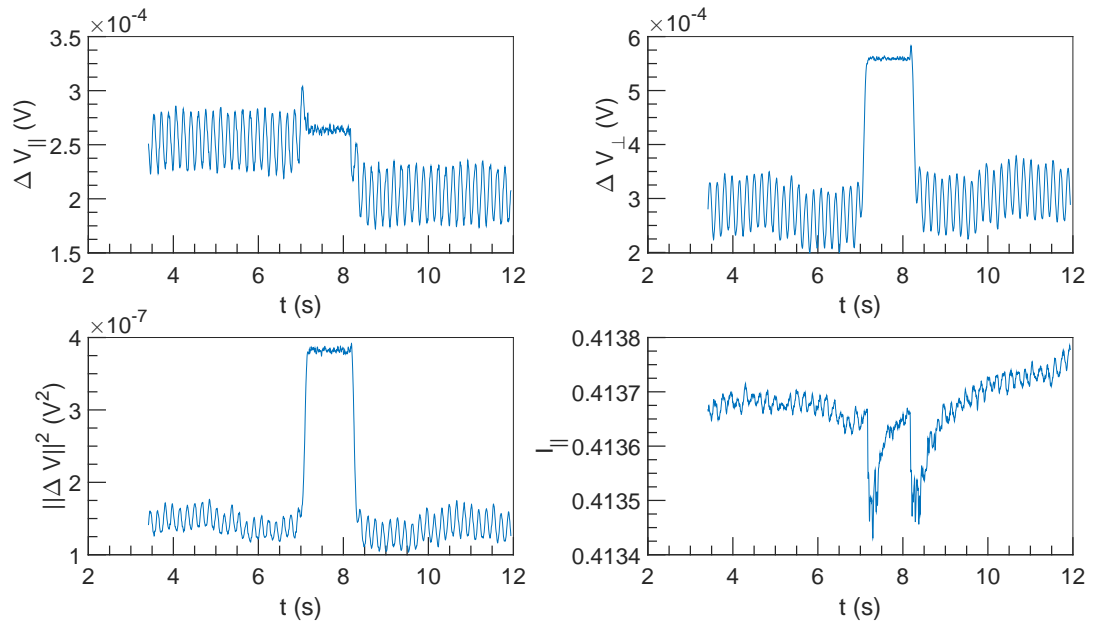 ×10⁻⁴
3.5
3
2.5
2
1.5
Δ V∥ (V)
2 4 6 8 10 12
t (s)
×10⁻⁴
6
5
4
3
2
Δ V⊥ (V)
2 4 6 8 10 12
t (s)
×10⁻⁷
4
3
2
1
||Δ V||² (V²)
2 4 6 8 10 12
t (s)
0.4138
0.4137
0.4136
0.4135
0.4134
I∥
2 4 6 8 10 12
t (s)